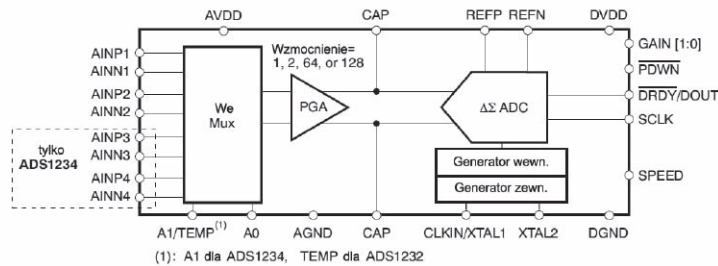 AVDD
CAP
REFP
REFN
DVDD
AINP1
AINN1
AINP2
AINN2
tylko
ADS1234
AINP3
AINN3
AINP4
AINN4
We
Mux
Wzmocnienie=
1, 2, 64, or 128
PGA
ΔΣ ADC
Generator wewn.
Generator zewn.
GAIN [1:0]
PDWN
DRDY/DOUT
SCLK
SPEED
A1/TEMP(1)
A0
AGND
CAP
CLKIN/XTAL1
XTAL2
DGND
(1): A1 dla ADS1234, TEMP dla ADS1232